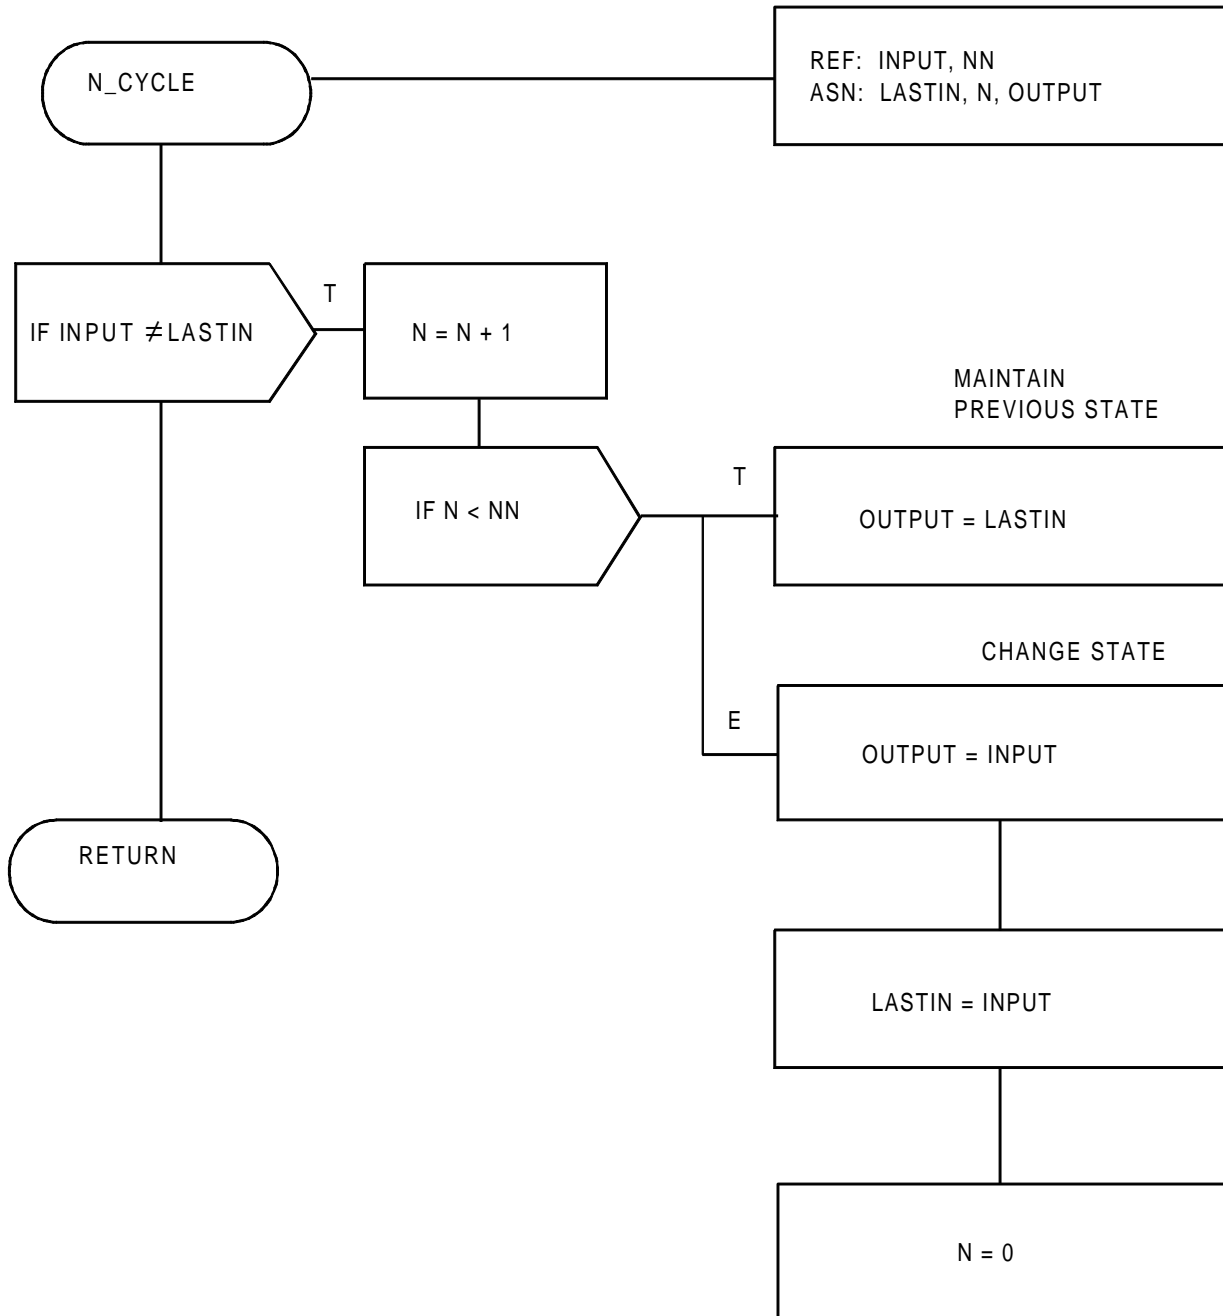 N_CYCLE
REF: INPUT, NN
ASN: LASTIN, N, OUTPUT
IF INPUT ≠LASTIN
T
N = N + 1
MAINTAIN
PREVIOUS STATE
IF N < NN
T
OUTPUT = LASTIN
CHANGE STATE
E
OUTPUT = INPUT
RETURN
LASTIN = INPUT
N = 0